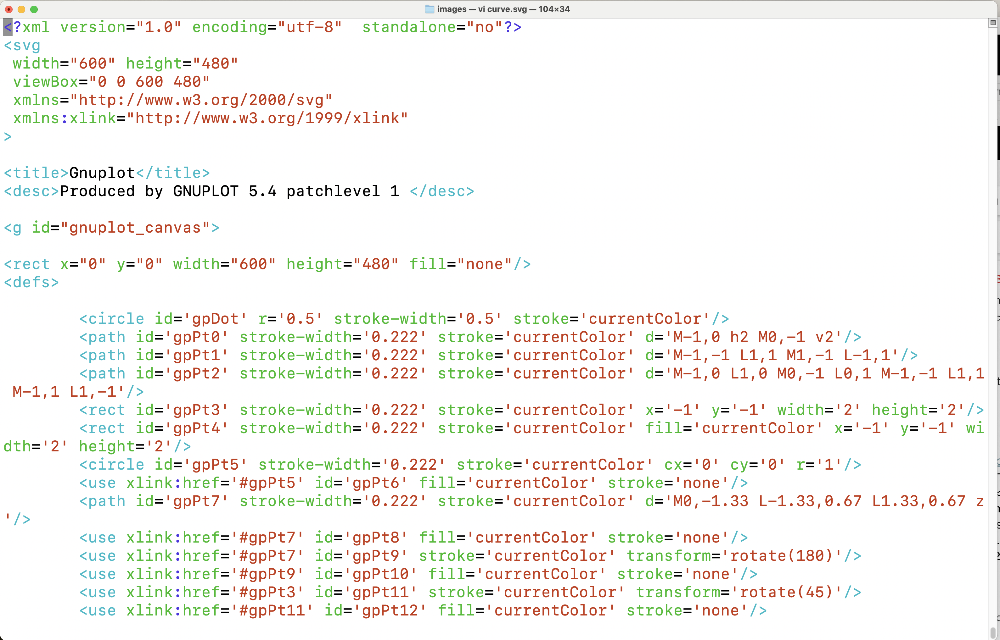 images — vi curve.svg — 104×34
<?xml version="1.0" encoding="utf-8"  standalone="no"?>
<svg
 width="600" height="480"
 viewBox="0 0 600 480"
 xmlns="http://www.w3.org/2000/svg"
 xmlns:xlink="http://www.w3.org/1999/xlink"
>

<title>Gnuplot</title>
<desc>Produced by GNUPLOT 5.4 patchlevel 1 </desc>

<g id="gnuplot_canvas">

<rect x="0" y="0" width="600" height="480" fill="none"/>
<defs>

        <circle id='gpDot' r='0.5' stroke-width='0.5' stroke='currentColor'/>
        <path id='gpPt0' stroke-width='0.222' stroke='currentColor' d='M-1,0 h2 M0,-1 v2'/>
        <path id='gpPt1' stroke-width='0.222' stroke='currentColor' d='M-1,-1 L1,1 M1,-1 L-1,1'/>
        <path id='gpPt2' stroke-width='0.222' stroke='currentColor' d='M-1,0 L1,0 M0,-1 L0,1 M-1,-1 L1,1
 M-1,1 L1,-1'/>
        <rect id='gpPt3' stroke-width='0.222' stroke='currentColor' x='-1' y='-1' width='2' height='2'/>
        <rect id='gpPt4' stroke-width='0.222' stroke='currentColor' fill='currentColor' x='-1' y='-1' wi
dth='2' height='2'/>
        <circle id='gpPt5' stroke-width='0.222' stroke='currentColor' cx='0' cy='0' r='1'/>
        <use xlink:href='#gpPt5' id='gpPt6' fill='currentColor' stroke='none'/>
        <path id='gpPt7' stroke-width='0.222' stroke='currentColor' d='M0,-1.33 L-1.33,0.67 L1.33,0.67 z
'/>
        <use xlink:href='#gpPt7' id='gpPt8' fill='currentColor' stroke='none'/>
        <use xlink:href='#gpPt7' id='gpPt9' stroke='currentColor' transform='rotate(180)'/>
        <use xlink:href='#gpPt9' id='gpPt10' fill='currentColor' stroke='none'/>
        <use xlink:href='#gpPt3' id='gpPt11' stroke='currentColor' transform='rotate(45)'/>
        <use xlink:href='#gpPt11' id='gpPt12' fill='currentColor' stroke='none'/>